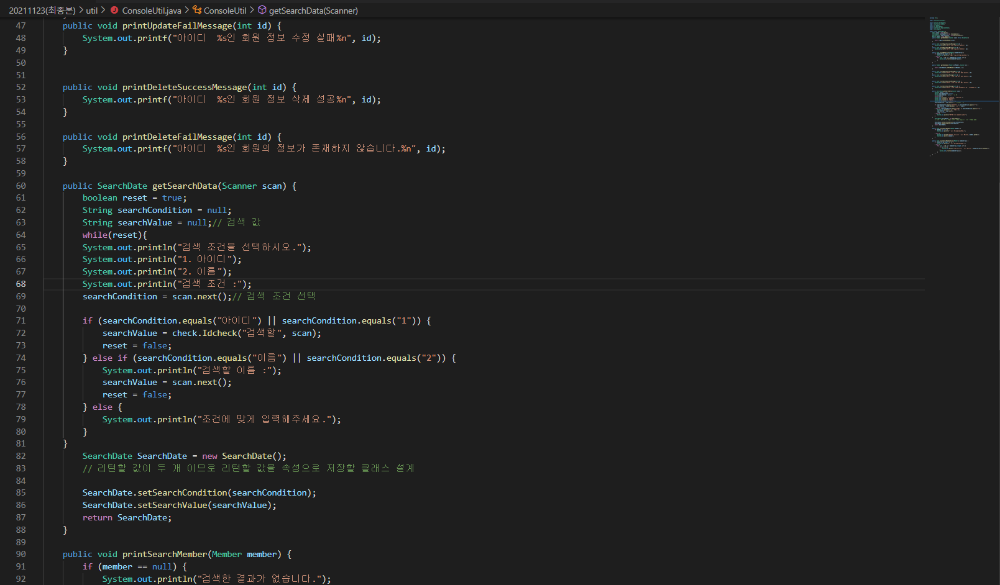 20211123(최종본) > util > ConsoleUtil.java > ConsoleUtil > getSearchData(Scanner)
47 public void printUpdateFailMessage(int id) {
48 System.out.printf("아이디  %s인 회원 정보 수정 실패%n", id);
49 }
50
51
52 public void printDeleteSuccessMessage(int id) {
53 System.out.printf("아이디  %s인 회원 정보 삭제 성공%n", id);
54 }
55
56 public void printDeleteFailMessage(int id) {
57 System.out.printf("아이디  %s인 회원의 정보가 존재하지 않습니다.%n", id);
58 }
59
60 public SearchDate getSearchData(Scanner scan) {
61 boolean reset = true;
62 String searchCondition = null;
63 String searchValue = null;// 검색 값
64 while(reset){
65 System.out.println("검색 조건을 선택하시오.");
66 System.out.println("1. 아이디");
67 System.out.println("2. 이름");
68 System.out.println("검색 조건 :");
69 searchCondition = scan.next();// 검색 조건 선택
70
71 if (searchCondition.equals("아이디") || searchCondition.equals("1")) {
72 searchValue = check.Idcheck("검색할", scan);
73 reset = false;
74 } else if (searchCondition.equals("이름") || searchCondition.equals("2")) {
75 System.out.println("검색할 이름 :");
76 searchValue = scan.next();
77 reset = false;
78 } else {
79 System.out.println("조건에 맞게 입력해주세요.");
80 }
81 }
82 SearchDate SearchDate = new SearchDate();
83 // 리턴할 값이 두 개 이므로 리턴할 값을 속성으로 저장할 클래스 설계
84
85 SearchDate.setSearchCondition(searchCondition);
86 SearchDate.setSearchValue(searchValue);
87 return SearchDate;
88 }
89
90 public void printSearchMember(Member member) {
91 if (member == null) {
92 System.out.println("검색한 결과가 없습니다.");